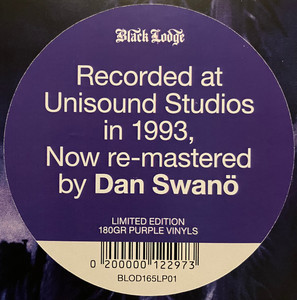 Black Lodge
Recorded at
Unisound Studios
in 1993,
Now re-mastered
by Dan Swanö
LIMITED EDITION
180GR PURPLE VINYLS
0 200000 122973
BLOD165LP01